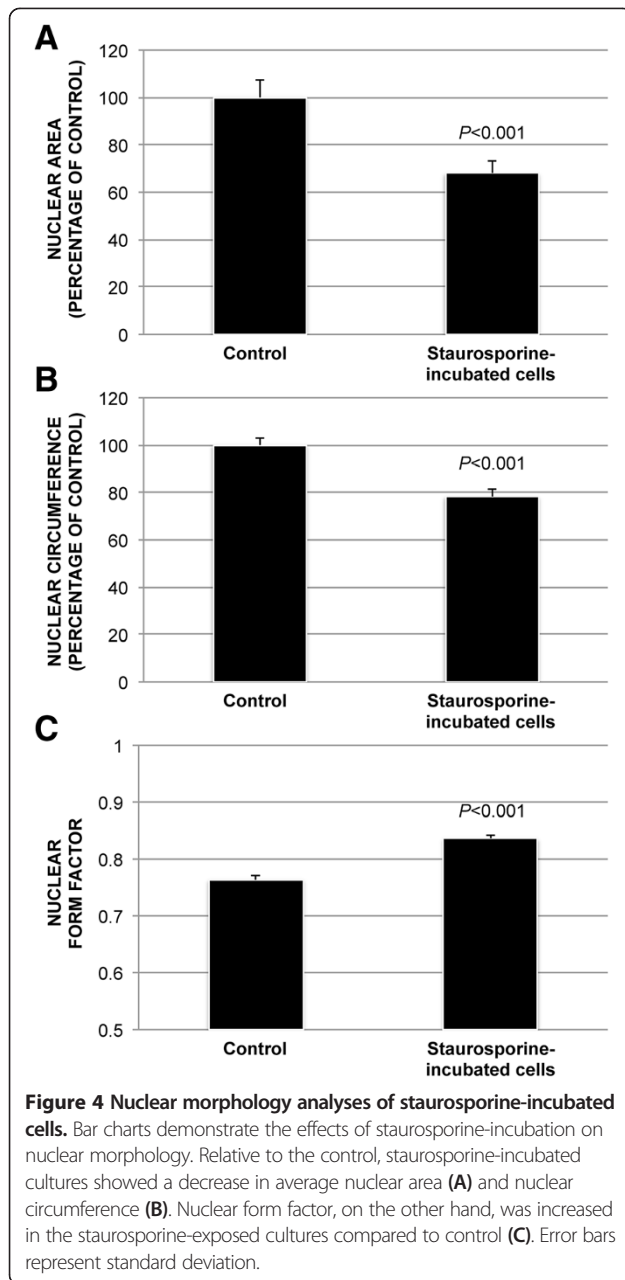 A
NUCLEAR AREA
(PERCENTAGE OF CONTROL)
120
100
80
60
40
20
0
P<0.001
Control
Staurosporine-
incubated cells
B
NUCLEAR CIRCUMFERENCE
(PERCENTAGE OF CONTROL)
120
100
80
60
40
20
0
P<0.001
Control
Staurosporine-
incubated cells
C
NUCLEAR
FORM FACTOR
1
0.9
0.8
0.7
0.6
0.5
P<0.001
Control
Staurosporine-
incubated cells
Figure 4 Nuclear morphology analyses of staurosporine-incubated
cells. Bar charts demonstrate the effects of staurosporine-incubation on
nuclear morphology. Relative to the control, staurosporine-incubated
cultures showed a decrease in average nuclear area (A) and nuclear
circumference (B). Nuclear form factor, on the other hand, was increased
in the staurosporine-exposed cultures compared to control (C). Error bars
represent standard deviation.